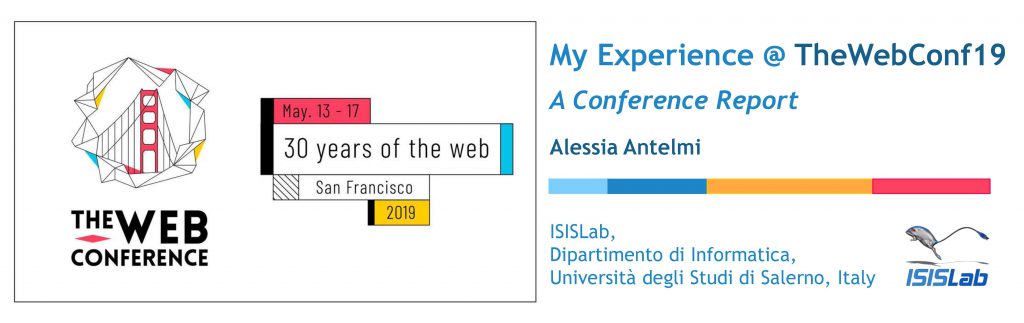 THE WEB
CONFERENCE
May. 13 - 17
30 years of the web
San Francisco
2019
My Experience @ TheWebConf19
A Conference Report
Alessia Antelmi
ISISLab,
Dipartimento di Informatica,
Università degli Studi di Salerno, Italy
ISISLab